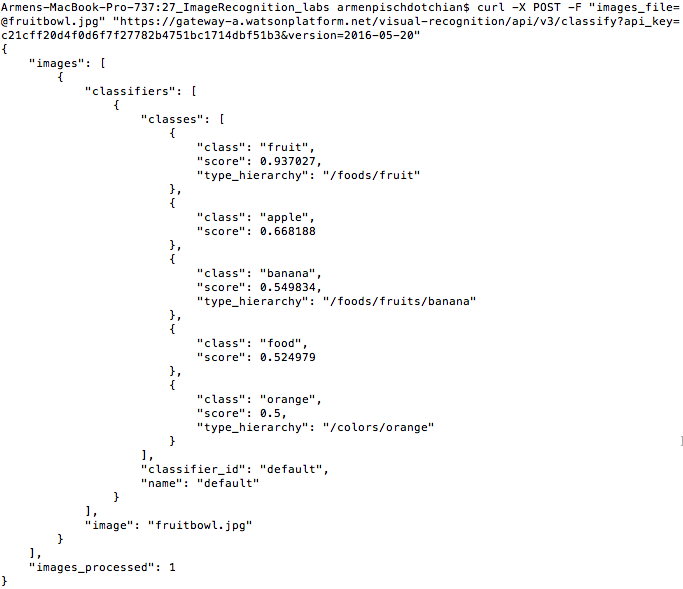 Armens-MacBook-Pro-737:27_ImageRecognition_labs armenpischdotchian$ curl -X POST -F "images_file=
@fruitbowl.jpg" "https://gateway-a.watsonplatform.net/visual-recognition/api/v3/classify?api_key=
c21cff20d4f0d6f7f27782b4751bc1714dbf51b3&version=2016-05-20"
{
    "images": [
        {
            "classifiers": [
                {
                    "classes": [
                        {
                            "class": "fruit",
                            "score": 0.937027,
                            "type_hierarchy": "/foods/fruit"
                        },
                        {
                            "class": "apple",
                            "score": 0.668188
                        },
                        {
                            "class": "banana",
                            "score": 0.549834,
                            "type_hierarchy": "/foods/fruits/banana"
                        },
                        {
                            "class": "food",
                            "score": 0.524979
                        },
                        {
                            "class": "orange",
                            "score": 0.5,
                            "type_hierarchy": "/colors/orange"
                        }                                                                        ]
                    ],
                    "classifier_id": "default",
                    "name": "default"
                }
            ],
            "image": "fruitbowl.jpg"
        }
    ],
    "images_processed": 1
}